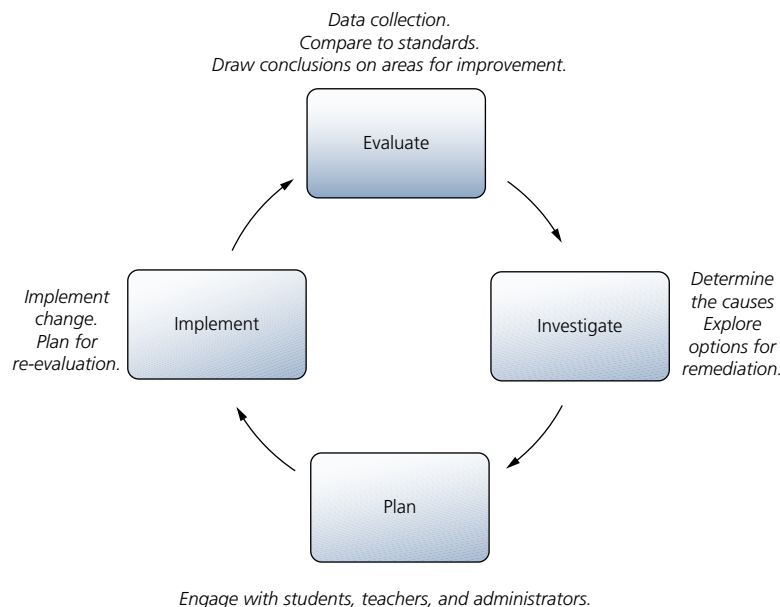 Data collection.
Compare to standards.
Draw conclusions on areas for improvement.
Evaluate
Implement
change.
Plan for
re-evaluation.
Implement
Investigate
Determine
the causes
Explore
options for
remediation.
Plan
Engage with students, teachers, and administrators.